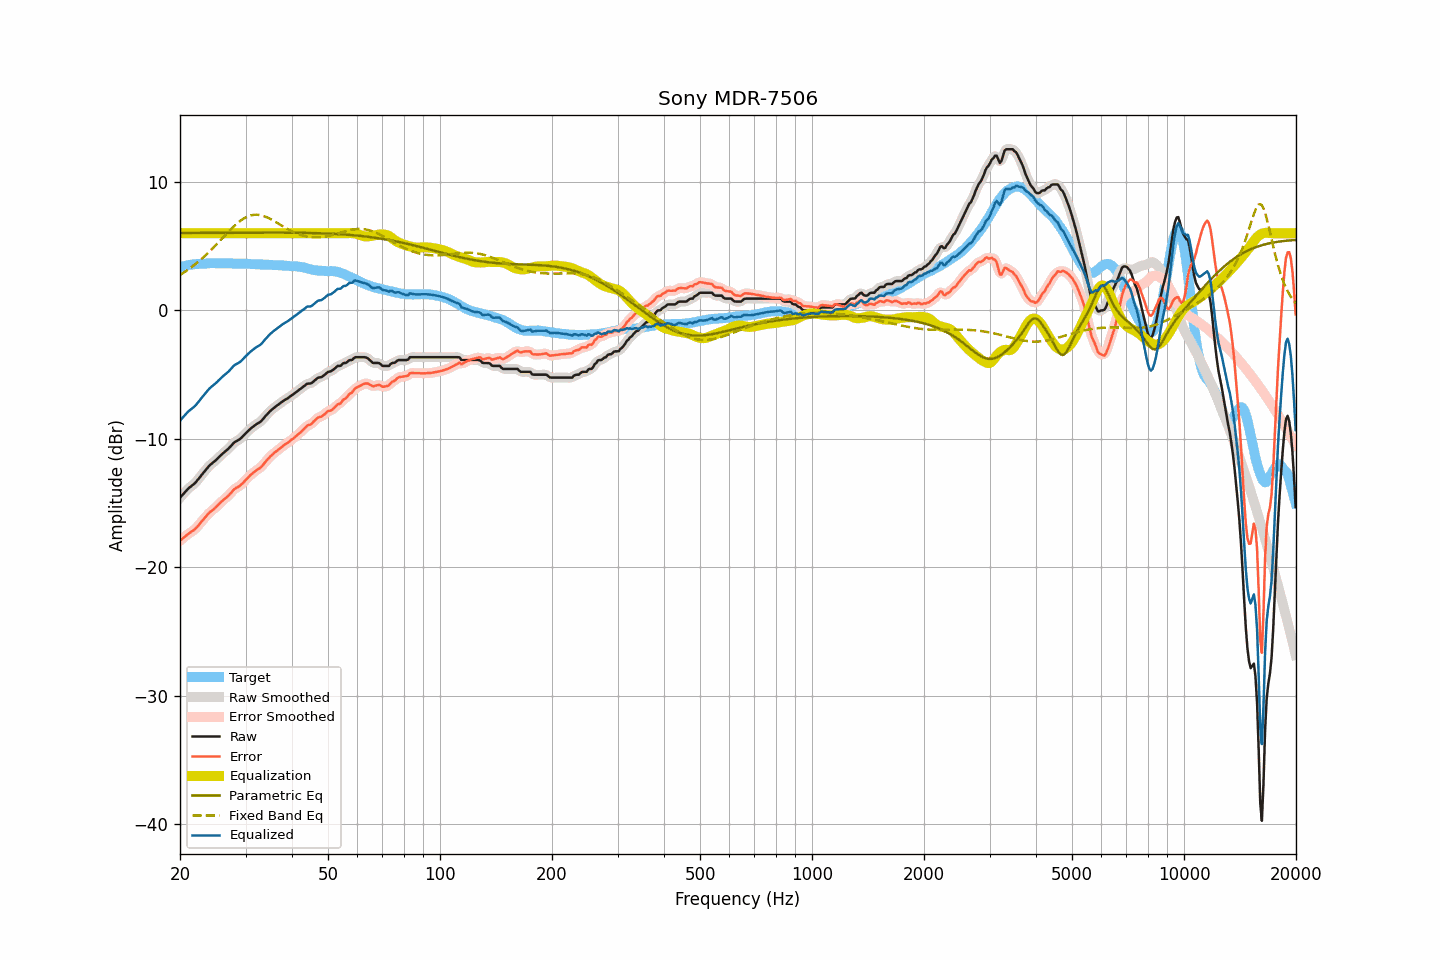 Sony MDR-7506
Amplitude (dBr)
10
0
−10
−20
−30
−40
Target
Raw Smoothed
Error Smoothed
Raw
Error
Equalization
Parametric Eq
Fixed Band Eq
Equalized
20 50 100 200 500 1000 2000 5000 10000 20000
Frequency (Hz)